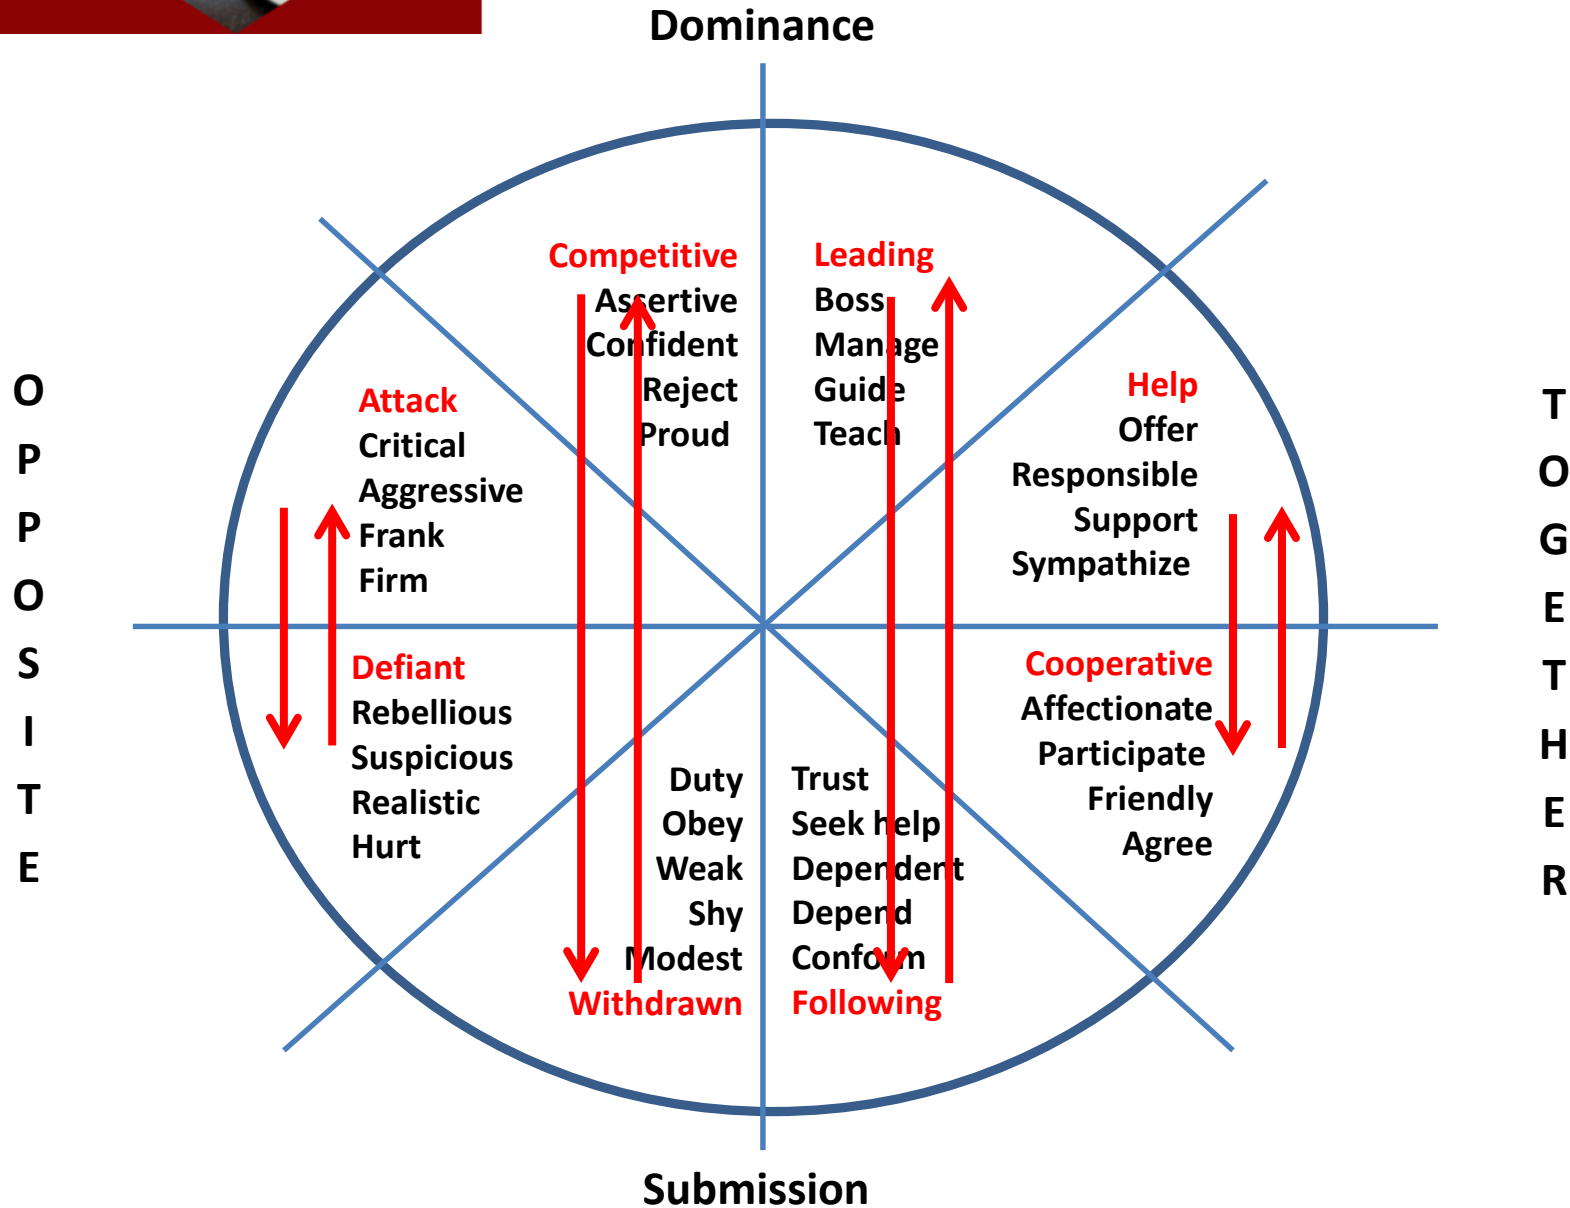 Dominance
Competitive
Assertive
Confident
Reject
Proud
Leading
Boss
Manage
Guide
Teach
Attack
Critical
Aggressive
Frank
Firm
Help
Offer
Responsible
Support
Sympathize
O
P
P
O
S
I
T
E
T
O
G
E
T
H
E
R
Defiant
Rebellious
Suspicious
Realistic
Hurt
Duty
Obey
Weak
Shy
Modest
Withdrawn
Trust
Seek help
Dependent
Depend
Conform
Following
Cooperative
Affectionate
Participate
Friendly
Agree
Submission